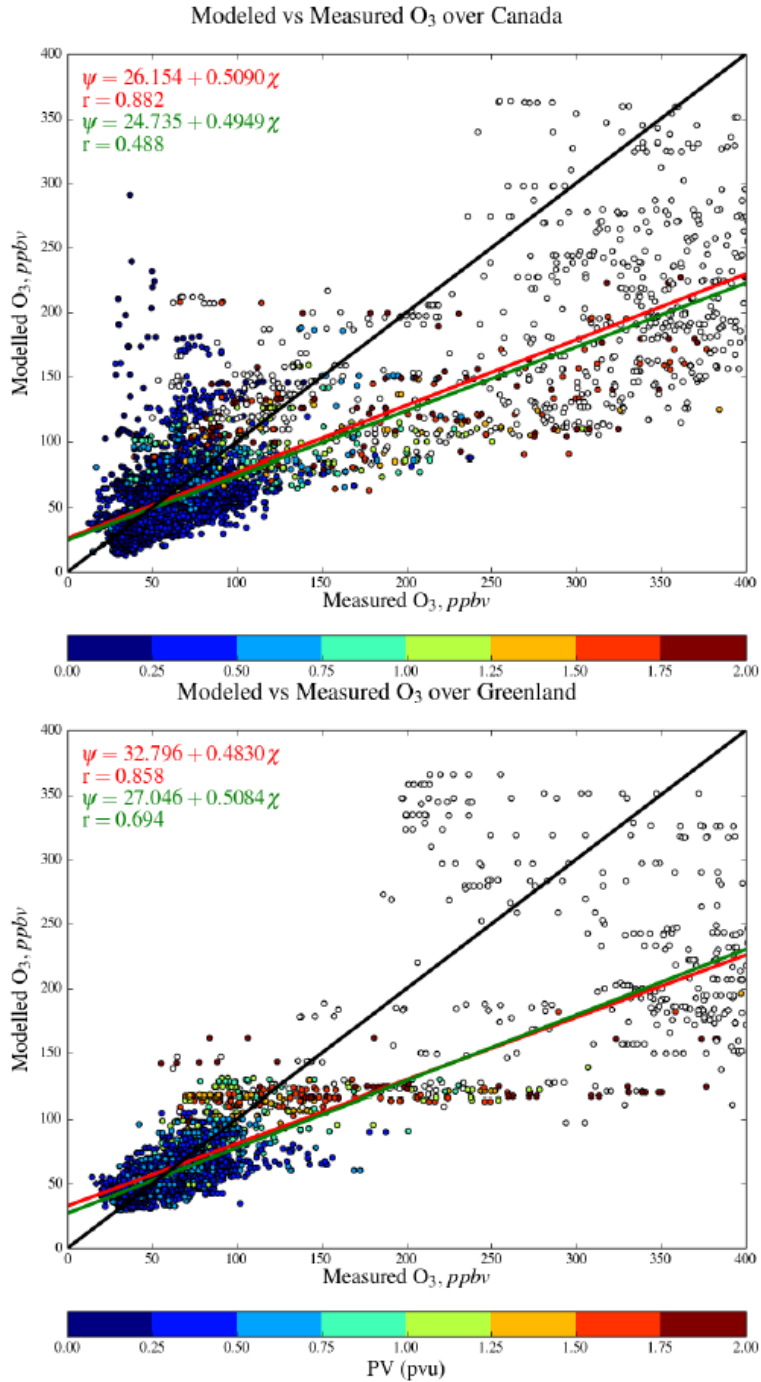 Modeled vs Measured O₃ over Canada
ψ = 26.154 + 0.5090χ
r = 0.882
ψ = 24.735 + 0.4949χ
r = 0.488
Modelled O₃, ppbv
400
350
300
250
200
150
100
50
0
0 50 100 150 200 250 300 350 400
Measured O₃, ppbv
0.00 0.25 0.50 0.75 1.00 1.25 1.50 1.75 2.00
Modeled vs Measured O₃ over Greenland
ψ = 32.796 + 0.4830χ
r = 0.858
ψ = 27.046 + 0.5084χ
r = 0.694
Modelled O₃, ppbv
400
350
300
250
200
150
100
50
0
0 50 100 150 200 250 300 350 400
Measured O₃, ppbv
0.00 0.25 0.50 0.75 1.00 1.25 1.50 1.75 2.00
PV (pvu)